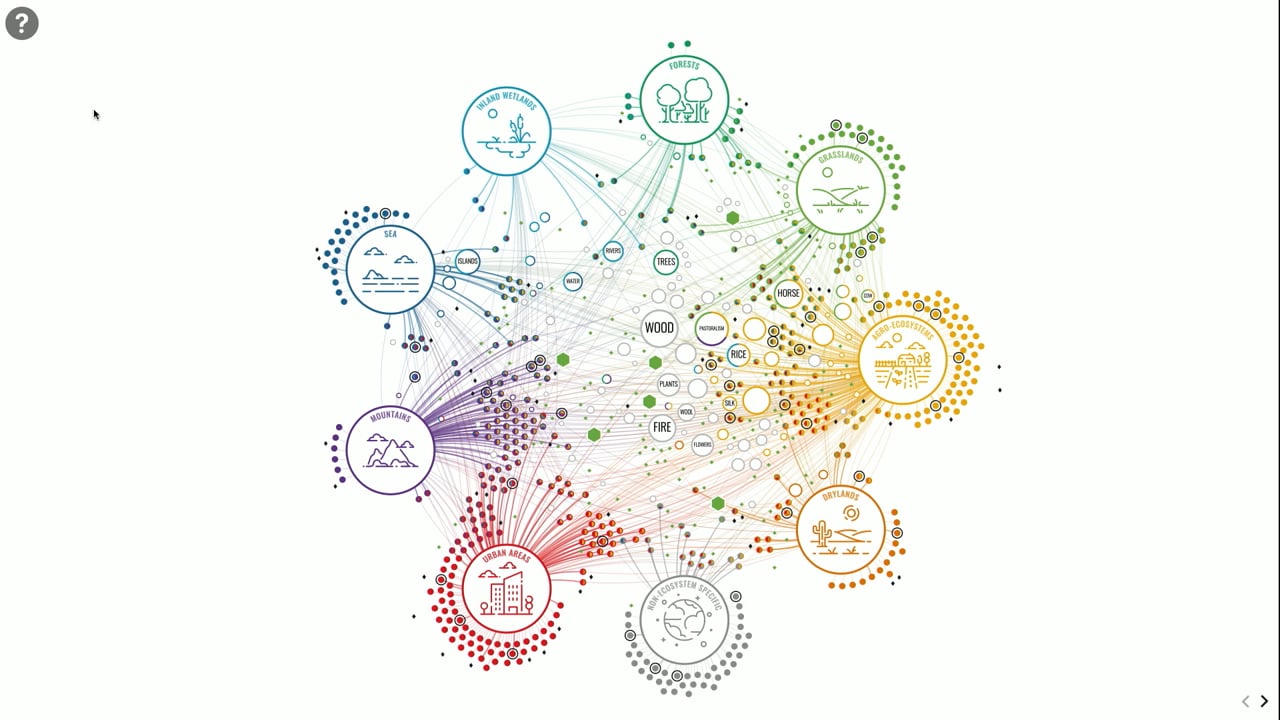 ?
FORESTS
INLAND WETLANDS
GRASSLANDS
SEA
ISLANDS
RIVERS
WATER
TREES
HORSE
COW
WOOD
PASTORALISM
AGRO-ECOSYSTEMS
RICE
PLANTS
SILK
WOOL
FIRE
FLOWERS
MOUNTAINS
DRYLANDS
URBAN AREAS
NON-ECOSYSTEM SPECIFIC